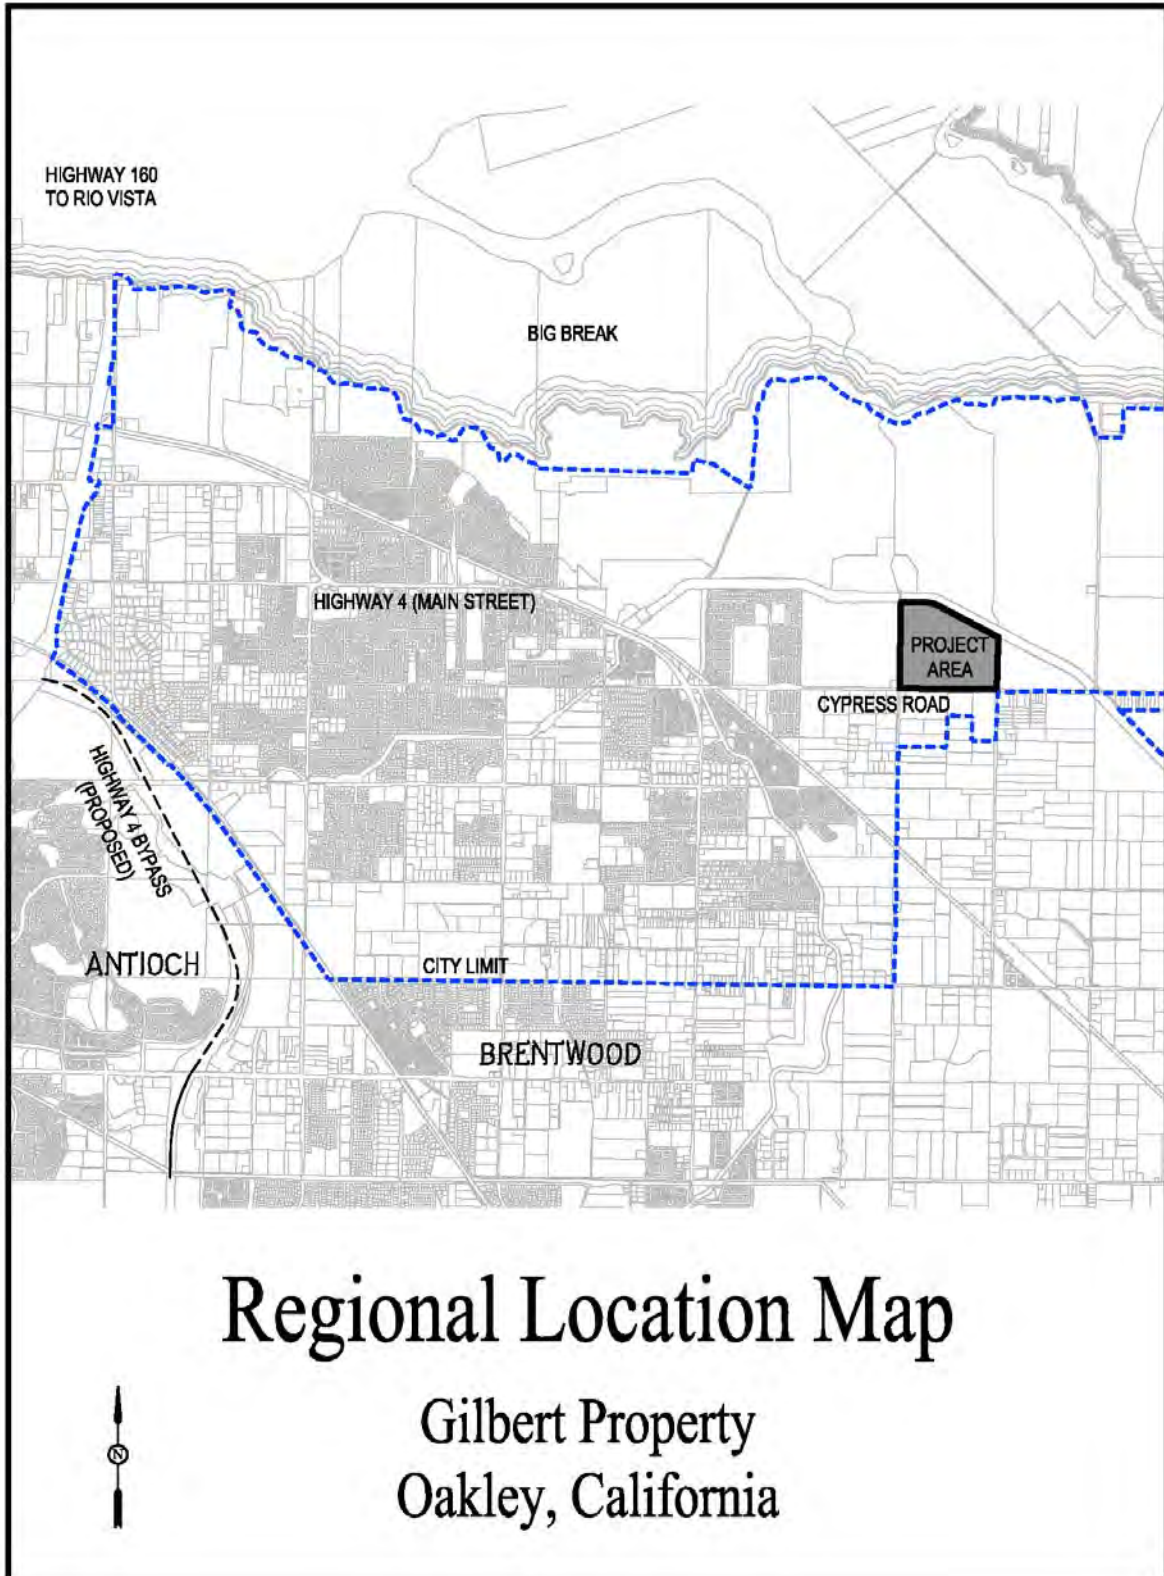 HIGHWAY 160
TO RIO VISTA
BIG BREAK
HIGHWAY 4 (MAIN STREET)
PROJECT
AREA
CYPRESS ROAD
HIGHWAY 4 BYPASS
(PROPOSED)
ANTIOCH
CITY LIMIT
BRENTWOOD
Regional Location Map
Gilbert Property
Oakley, California
N